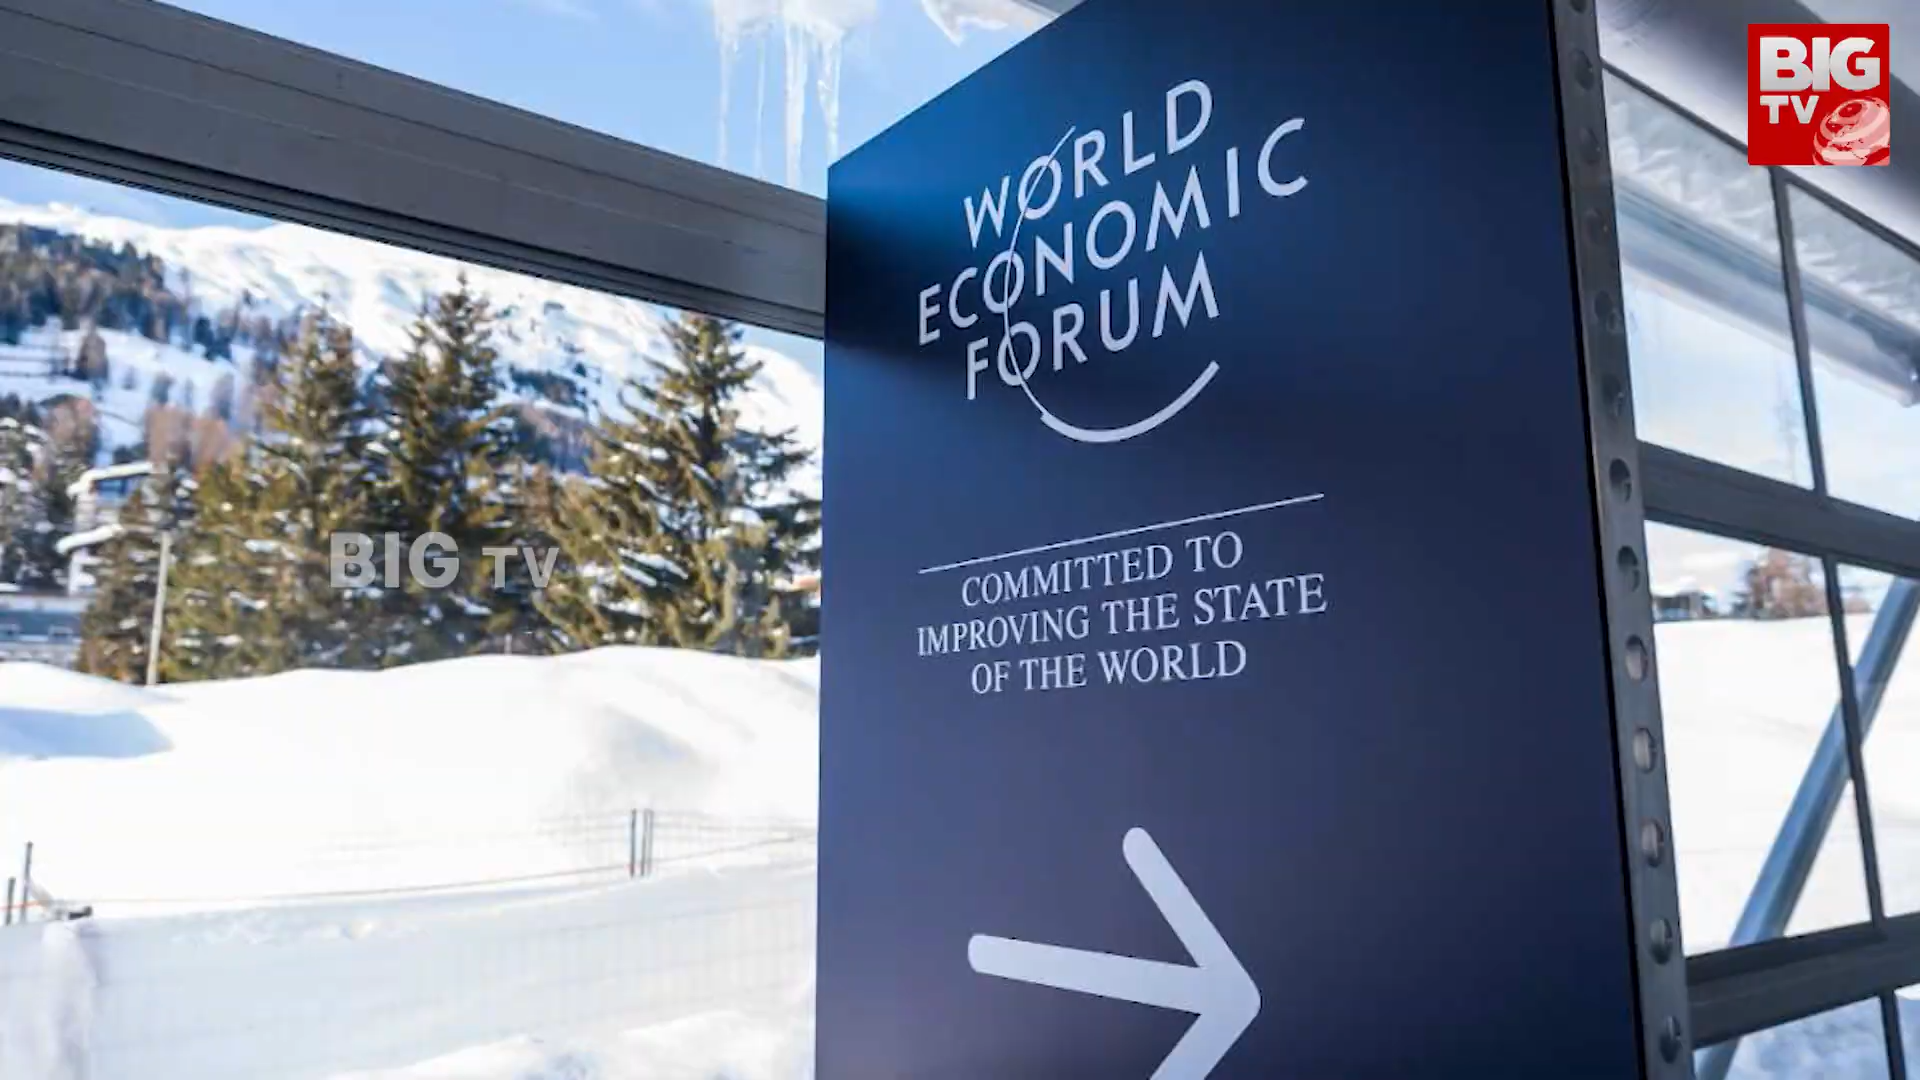 WORLD
ECONOMIC
FORUM
COMMITTED TO
IMPROVING THE STATE
OF THE WORLD
BIG TV
BIG
TV